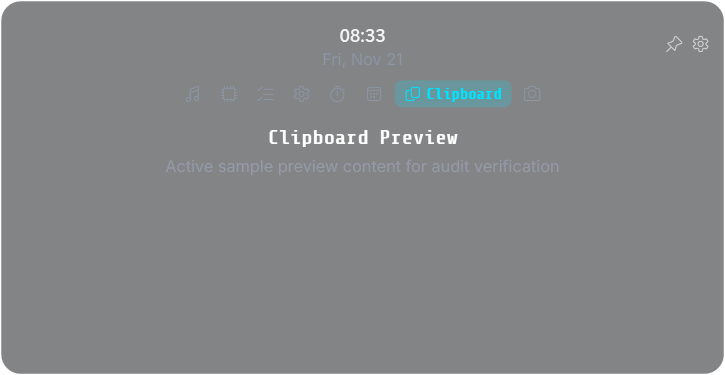 08:33
Fri, Nov 21
Clipboard
Clipboard Preview
Active sample preview content for audit verification